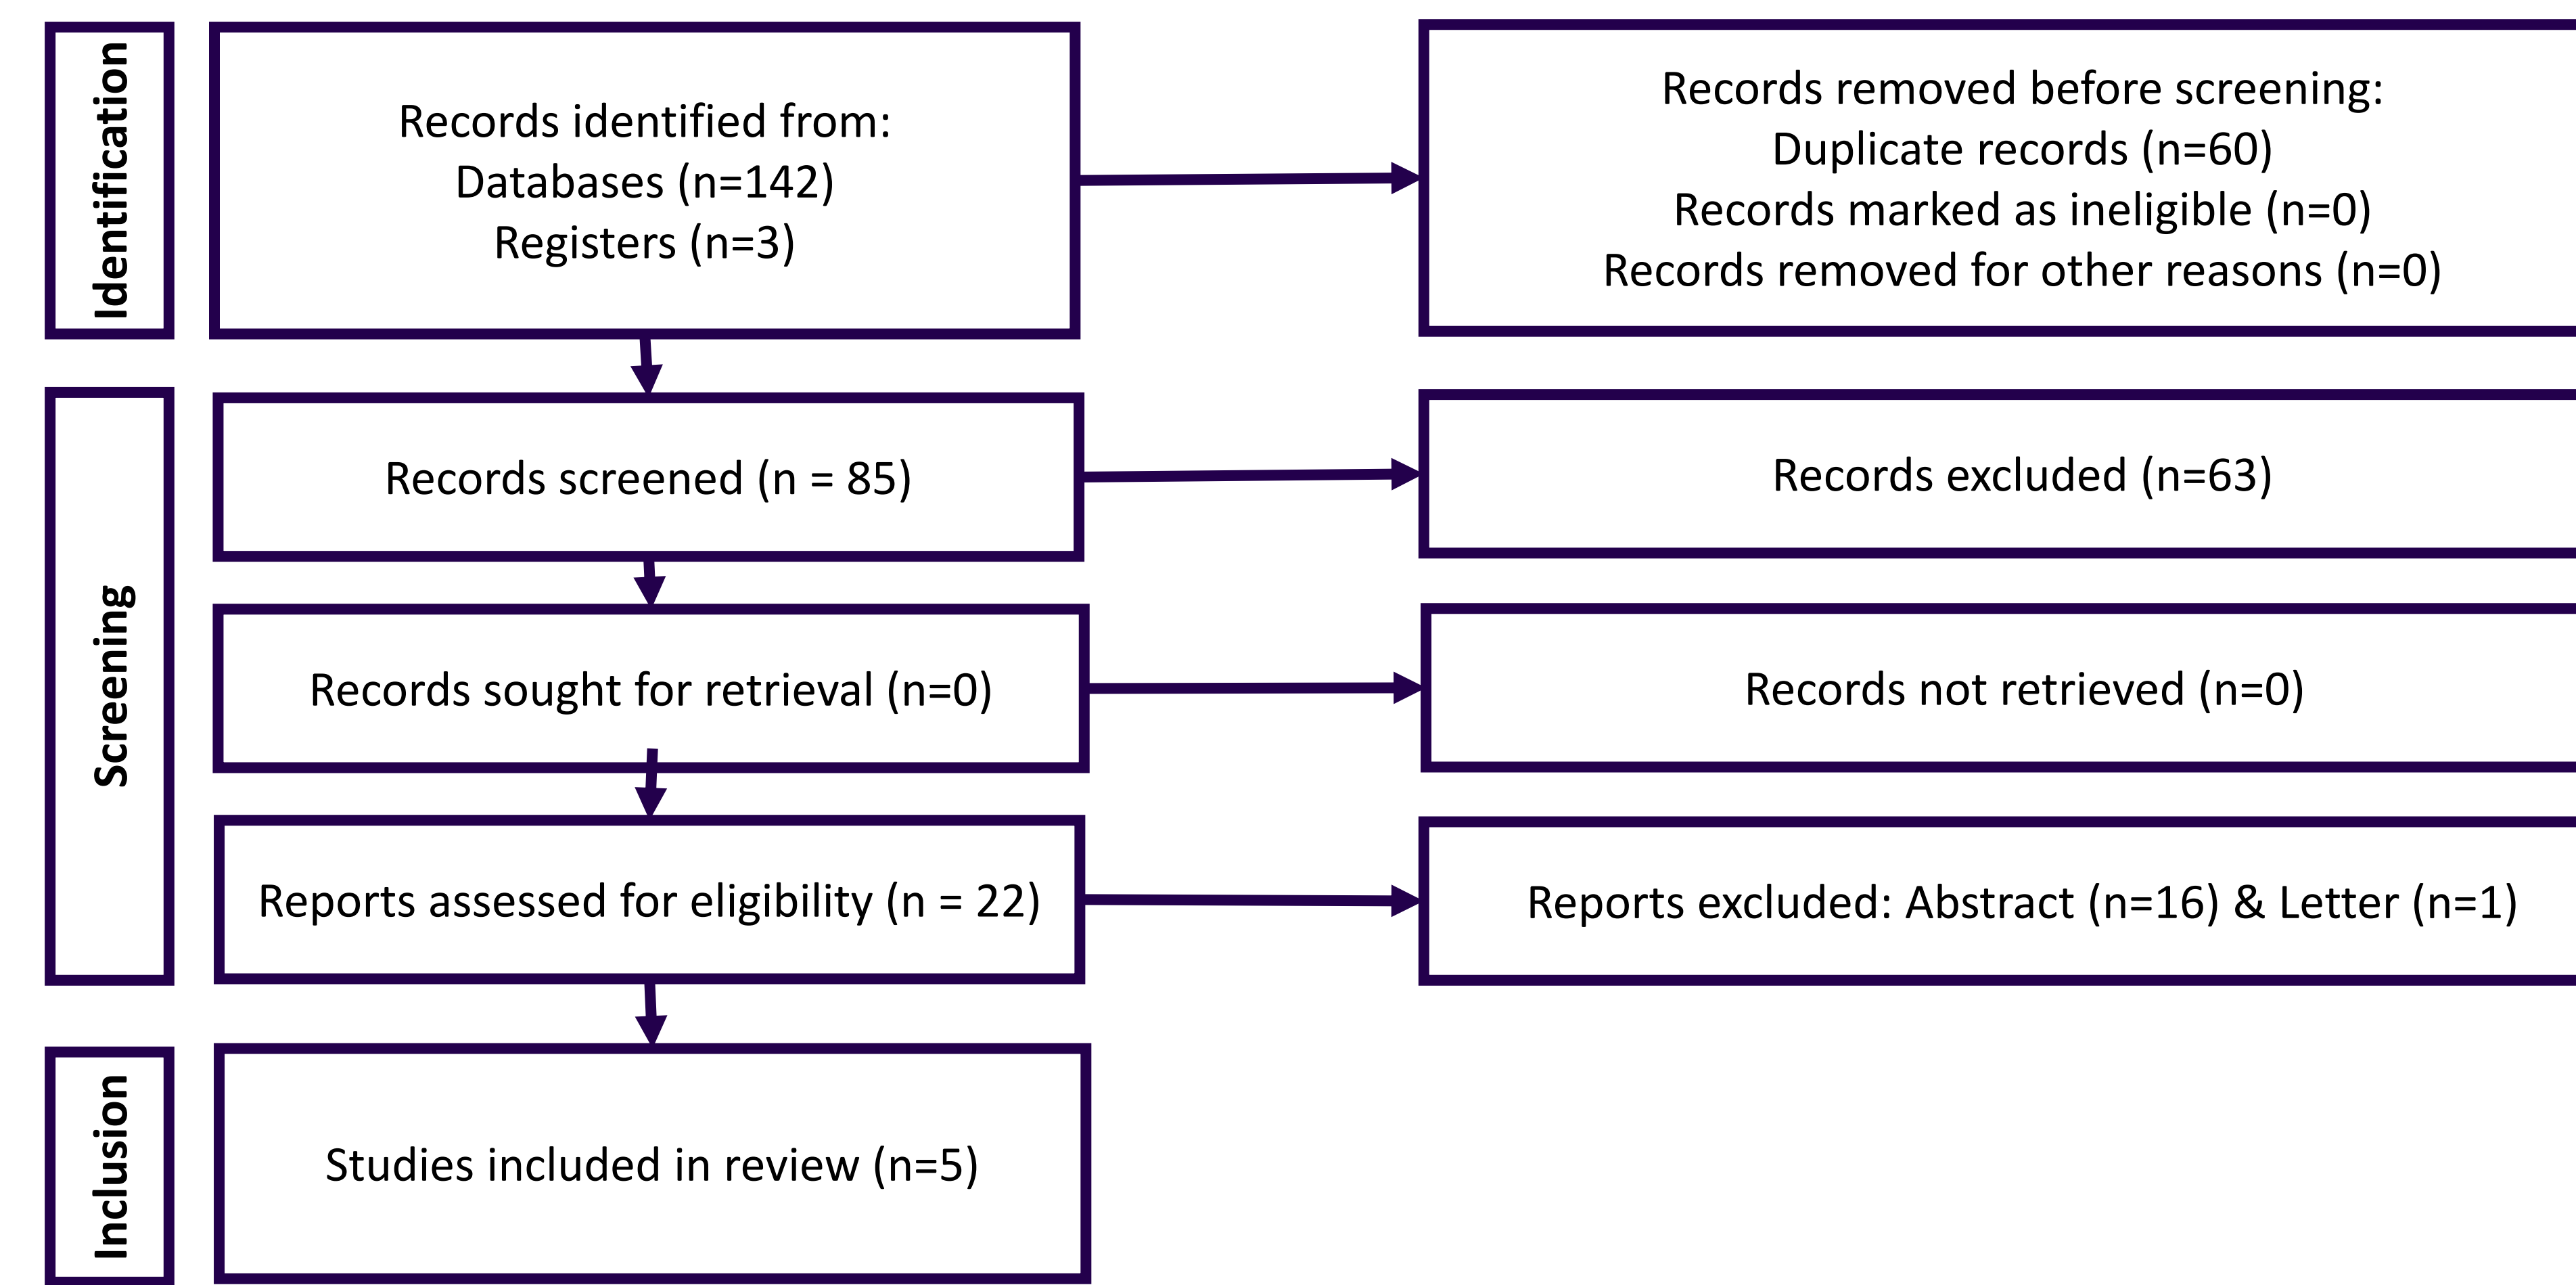 Identification
Records identified from:
Databases (n=142)
Registers (n=3)
Records removed before screening:
Duplicate records (n=60)
Records marked as ineligible (n=0)
Records removed for other reasons (n=0)
Screening
Records screened (n = 85)
Records excluded (n=63)
Records sought for retrieval (n=0)
Records not retrieved (n=0)
Reports assessed for eligibility (n = 22)
Reports excluded: Abstract (n=16) & Letter (n=1)
Inclusion
Studies included in review (n=5)